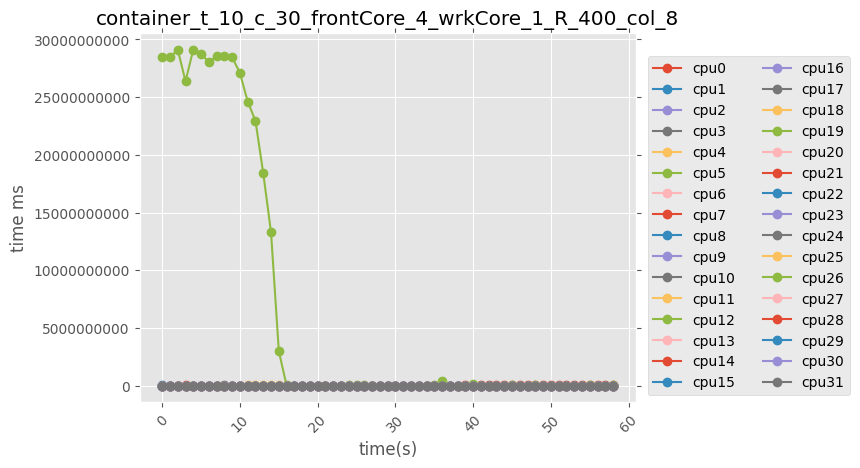 container_t_10_c_30_frontCore_4_wrkCore_1_R_400_col_8
30000000000
25000000000
20000000000
15000000000
10000000000
5000000000
0
time ms
0 10 20 30 40 50 60
time(s)
cpu0 cpu16
cpu1 cpu17
cpu2 cpu18
cpu3 cpu19
cpu4 cpu20
cpu5 cpu21
cpu6 cpu22
cpu7 cpu23
cpu8 cpu24
cpu9 cpu25
cpu10 cpu26
cpu11 cpu27
cpu12 cpu28
cpu13 cpu29
cpu14 cpu30
cpu15 cpu31